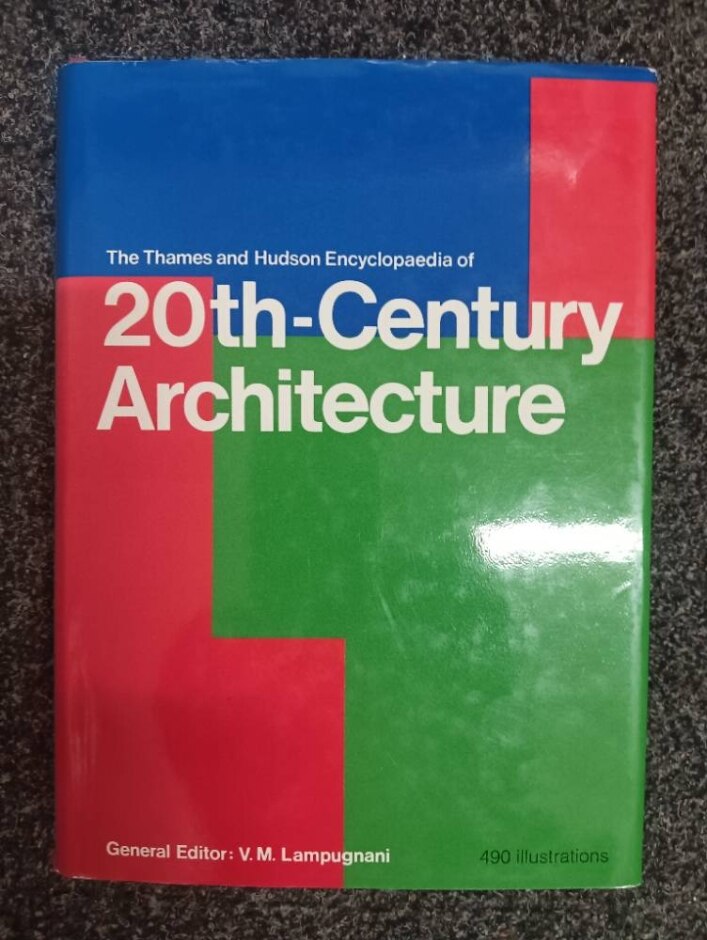 The Thames and Hudson Encyclopaedia of
20th-Century
Architecture
General Editor: V. M. Lampugnani
490 illustrations